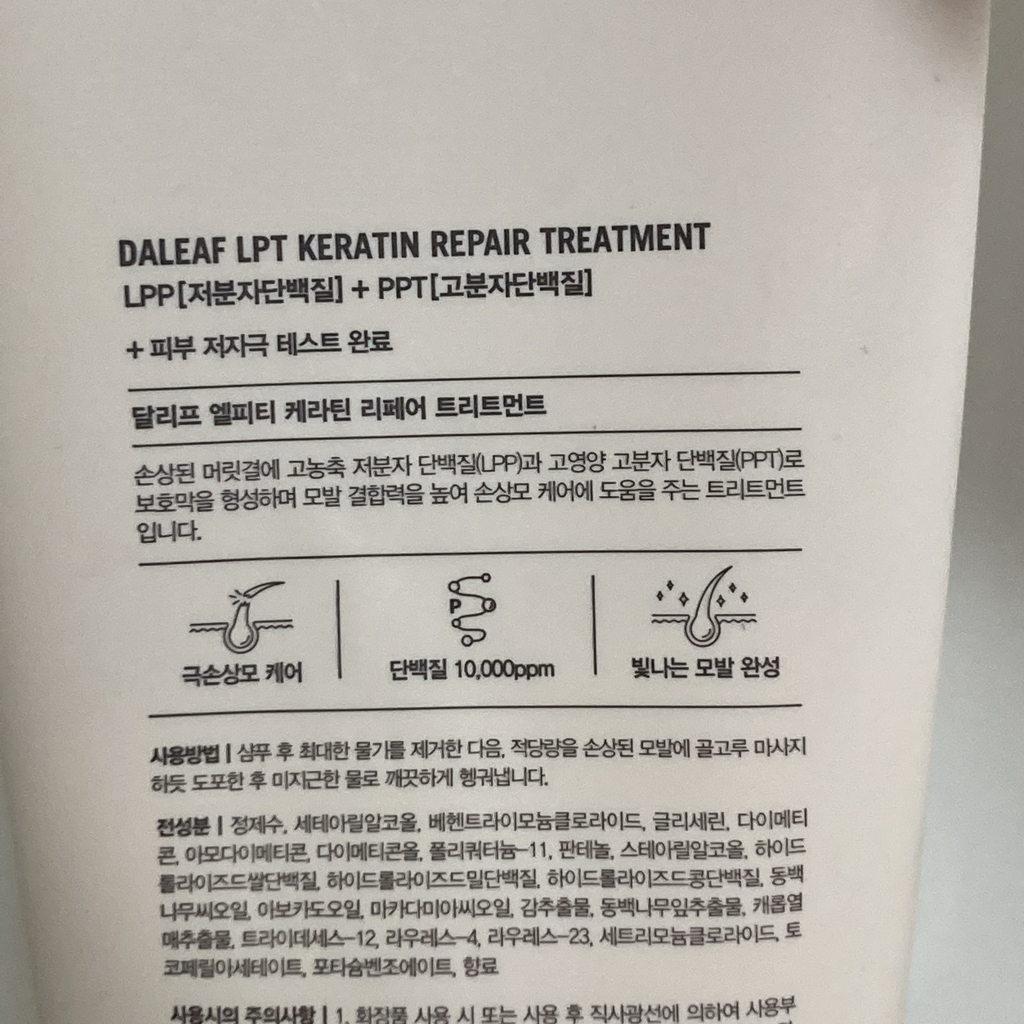 DALEAF LPT KERATIN REPAIR TREATMENT
LPP[저분자단백질] + PPT[고분자단백질]
+ 피부 저자극 테스트 완료
달리프 엘피티 케라틴 리페어 트리트먼트
손상된 머릿결에 고농축 저분자 단백질(LPP)과 고영양 고분자 단백질(PPT)로
보호막을 형성하며 모발 결합력을 높여 손상모 케어에 도움을 주는 트리트먼트
입니다.
P
극손상모 케어
단백질 10,000ppm
빛나는 모발 완성
사용방법 | 샴푸 후 최대한 물기를 제거한 다음, 적당량을 손상된 모발에 골고루 마사지
하듯 도포한 후 미지근한 물로 깨끗하게 헹궈냅니다.
전성분 | 정제수, 세테아릴알코올, 베헨트라이모늄클로라이드, 글리세린, 다이메티
콘, 아모다이메티콘, 다이메티콘올, 폴리쿼터늄-11, 판테놀, 스테아릴알코올, 하이드
롤라이즈드쌀단백질, 하이드롤라이즈드밀단백질, 하이드롤라이즈드콩단백질, 동백
나무씨오일, 아보카도오일, 마카다미아씨오일, 감추출물, 동백나무잎추출물, 캐롭열
매추출물, 트라이데세스-12, 라우레스-4, 라우레스-23, 세트리모늄클로라이드, 토
코페릴아세테이트, 포타슘벤조에이트, 향료
사용시의 주의사항 | 1. 화장품 사용 시 또는 사용 후 직사광선에 의하여 사용부